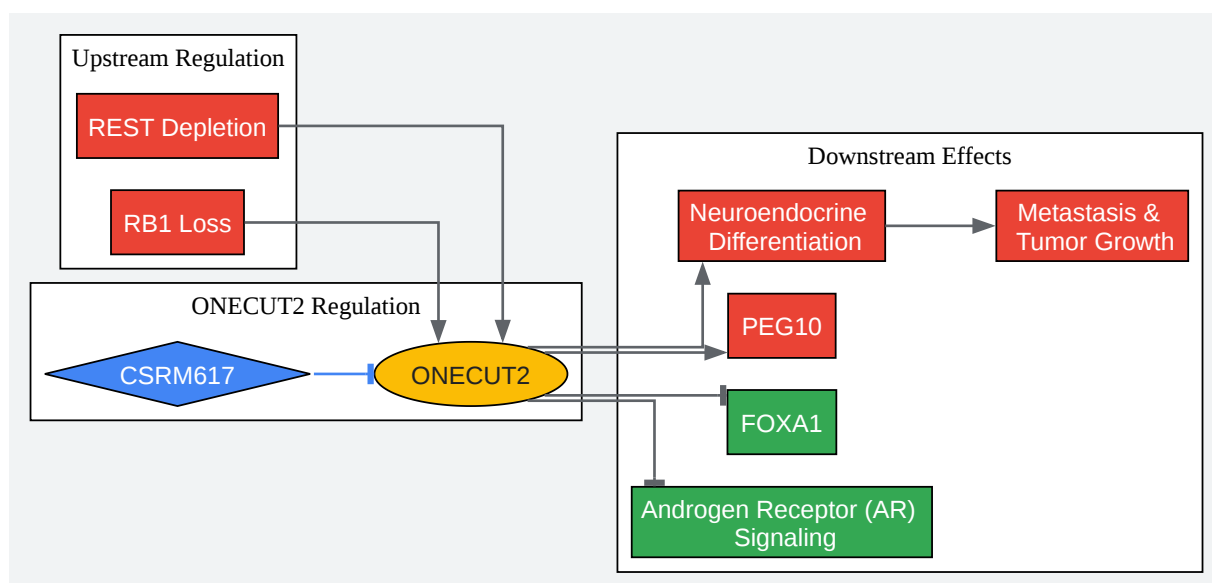 Upstream Regulation
REST Depletion
RB1 Loss
ONECUT2 Regulation
CSRM617
ONECUT2
Downstream Effects
Neuroendocrine
Differentiation
Metastasis &
Tumor Growth
PEG10
FOXA1
Androgen Receptor (AR)
Signaling